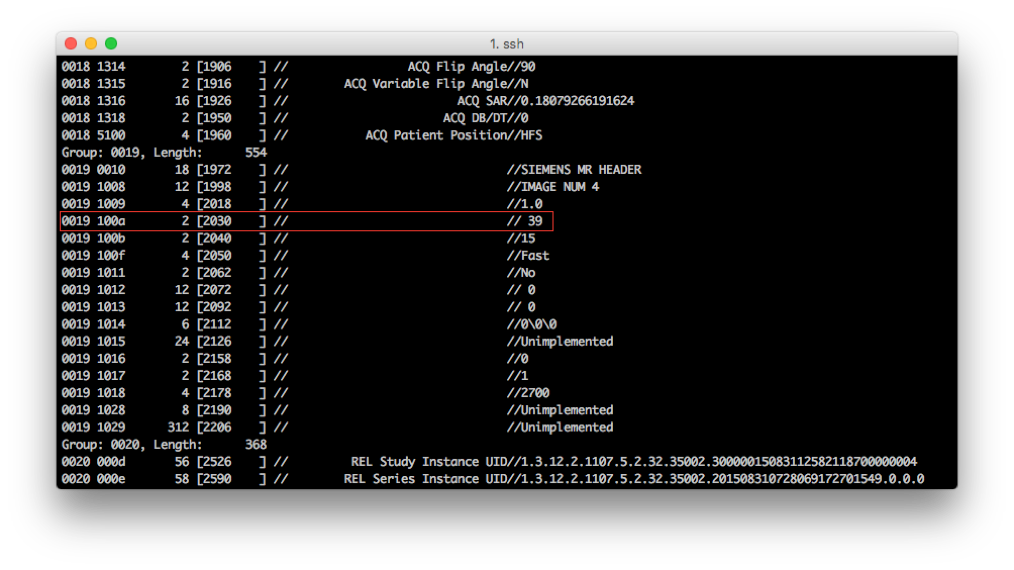 1. ssh
0018 1314 2 [1906 ] // ACQ Flip Angle//90
0018 1315 2 [1916 ] // ACQ Variable Flip Angle//N
0018 1316 16 [1926 ] // ACQ SAR//0.18079266191624
0018 1318 2 [1950 ] // ACQ DB/DT//0
0018 5100 4 [1960 ] // ACQ Patient Position//HFS
Group: 0019, Length: 554
0019 0010 18 [1972 ] // //SIEMENS MR HEADER
0019 1008 12 [1998 ] // //IMAGE NUM 4
0019 1009 4 [2018 ] // //1.0
0019 100a 2 [2030 ] // // 39
0019 100b 2 [2040 ] // //15
0019 100f 4 [2050 ] // //Fast
0019 1011 2 [2062 ] // //No
0019 1012 12 [2072 ] // // 0
0019 1013 12 [2092 ] // // 0
0019 1014 6 [2112 ] // //0\0\0
0019 1015 24 [2126 ] // //Unimplemented
0019 1016 2 [2158 ] // //0
0019 1017 2 [2168 ] // //1
0019 1018 4 [2178 ] // //2700
0019 1028 8 [2190 ] // //Unimplemented
0019 1029 312 [2206 ] // //Unimplemented
Group: 0020, Length: 368
0020 000d 56 [2526 ] // REL Study Instance UID//1.3.12.2.1107.5.2.32.35002.30000015083112582118700000004
0020 000e 58 [2590 ] // REL Series Instance UID//1.3.12.2.1107.5.2.32.35002.2015083107280691727​01549.0.0.0